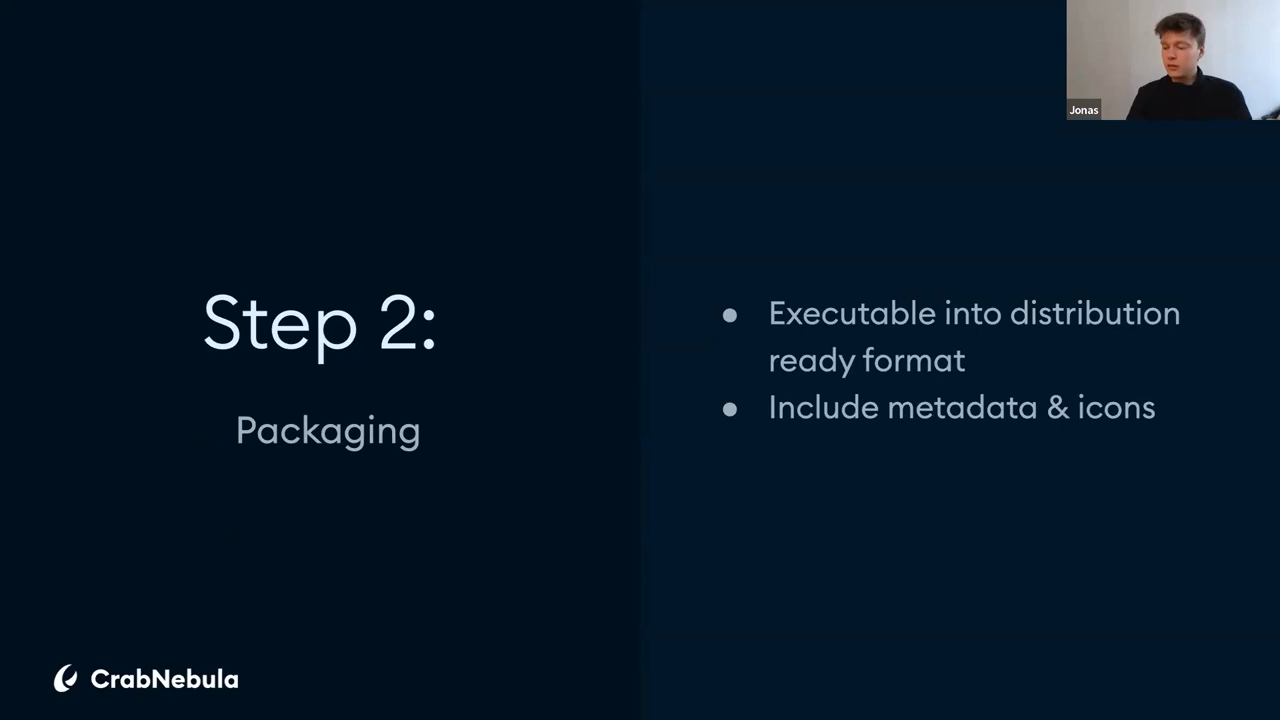 Jonas
Step 2:
Packaging
● Executable into distribution
ready format
● Include metadata & icons
CrabNebula